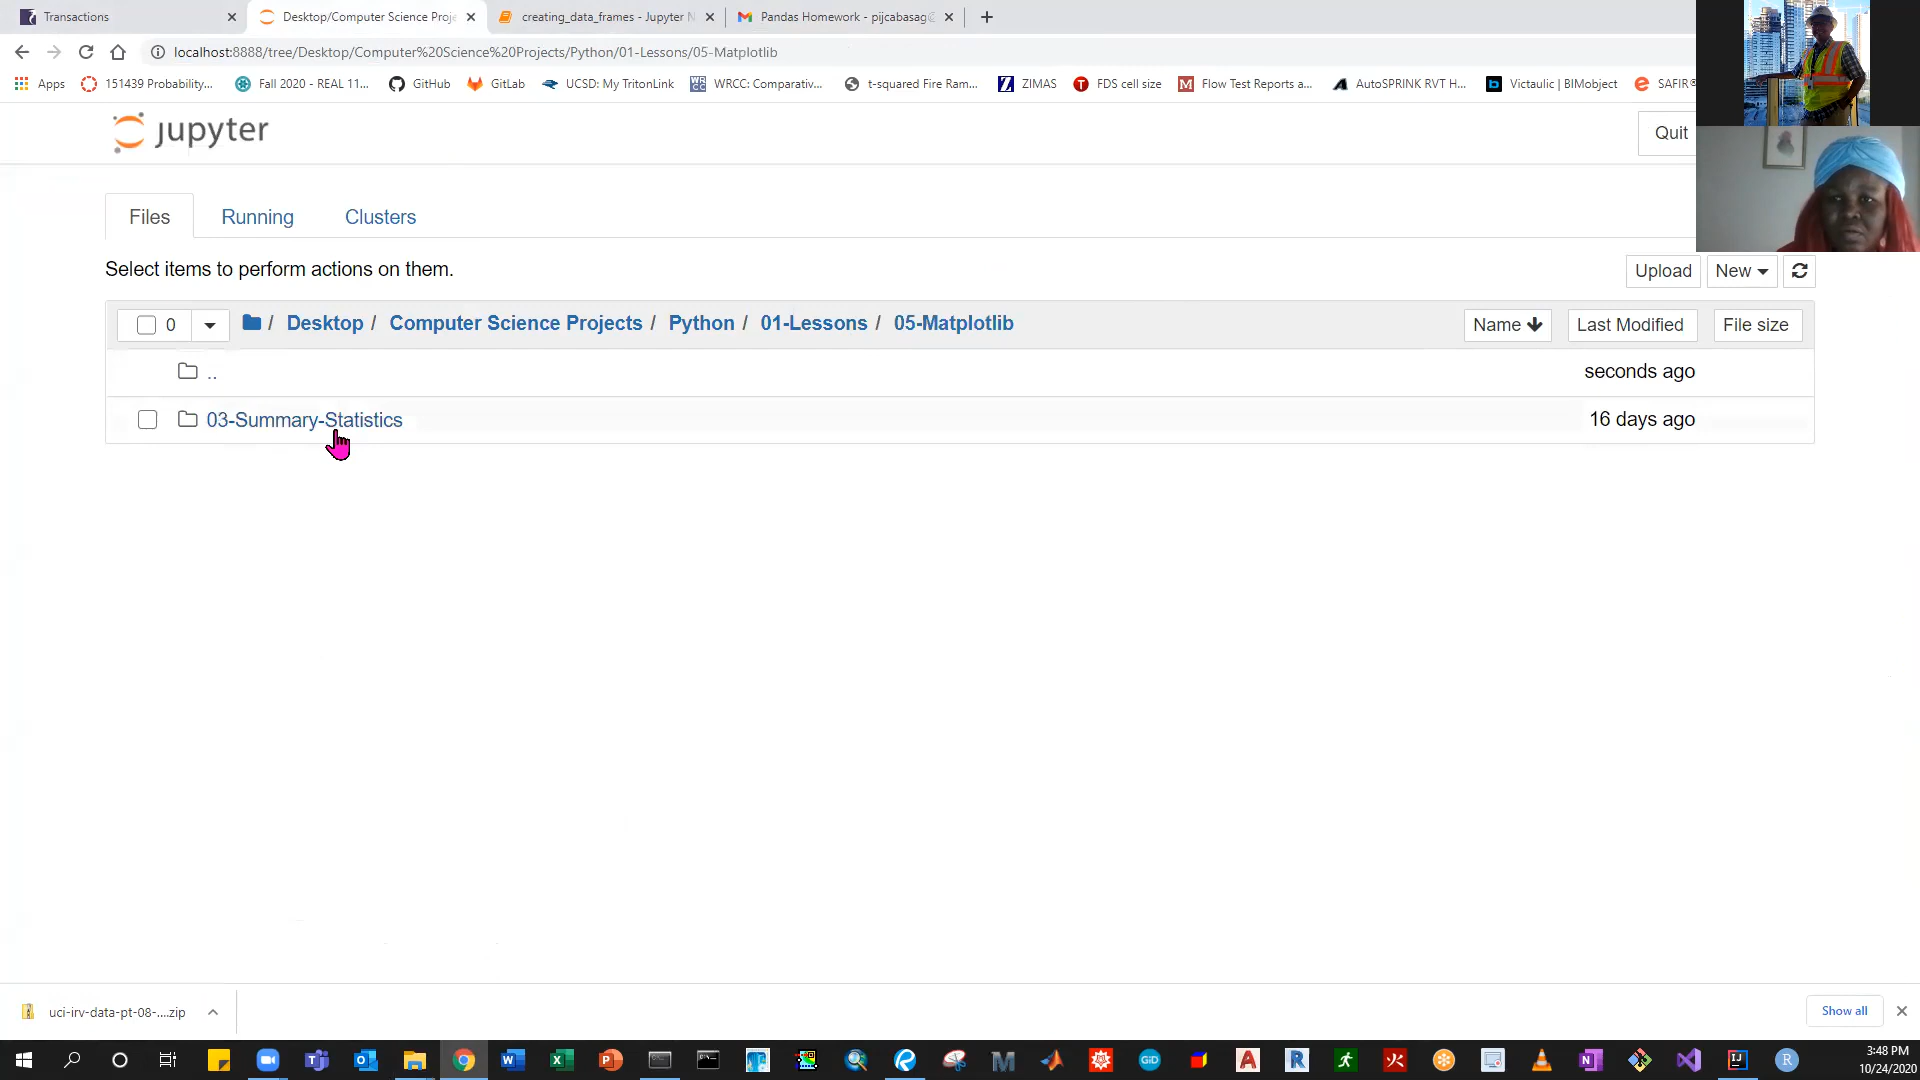 Transactions
Desktop/Computer Science Proje
creating_data_frames - Jupyter N
Pandas Homework - pijcabasag@
localhost:8888/tree/Desktop/Computer%20Science%20Projects/Python/01-Lessons/05-Matplotlib
Apps
151439 Probability...
Fall 2020 - REAL 11...
GitHub
GitLab
UCSD: My TritonLink
WRCC: Comparativ...
t-squared Fire Ram...
ZIMAS
FDS cell size
Flow Test Reports a...
AutoSPRINK RVT H...
Victaulic | BIMobject
SAFIR®
jupyter
Quit
Files
Running
Clusters
Select items to perform actions on them.
Upload
New
0
/ Desktop / Computer Science Projects / Python / 01-Lessons / 05-Matplotlib
Name
Last Modified
File size
..
seconds ago
03-Summary-Statistics
16 days ago
uci-irv-data-pt-08-....zip
Show all
3:48 PM
10/24/2020